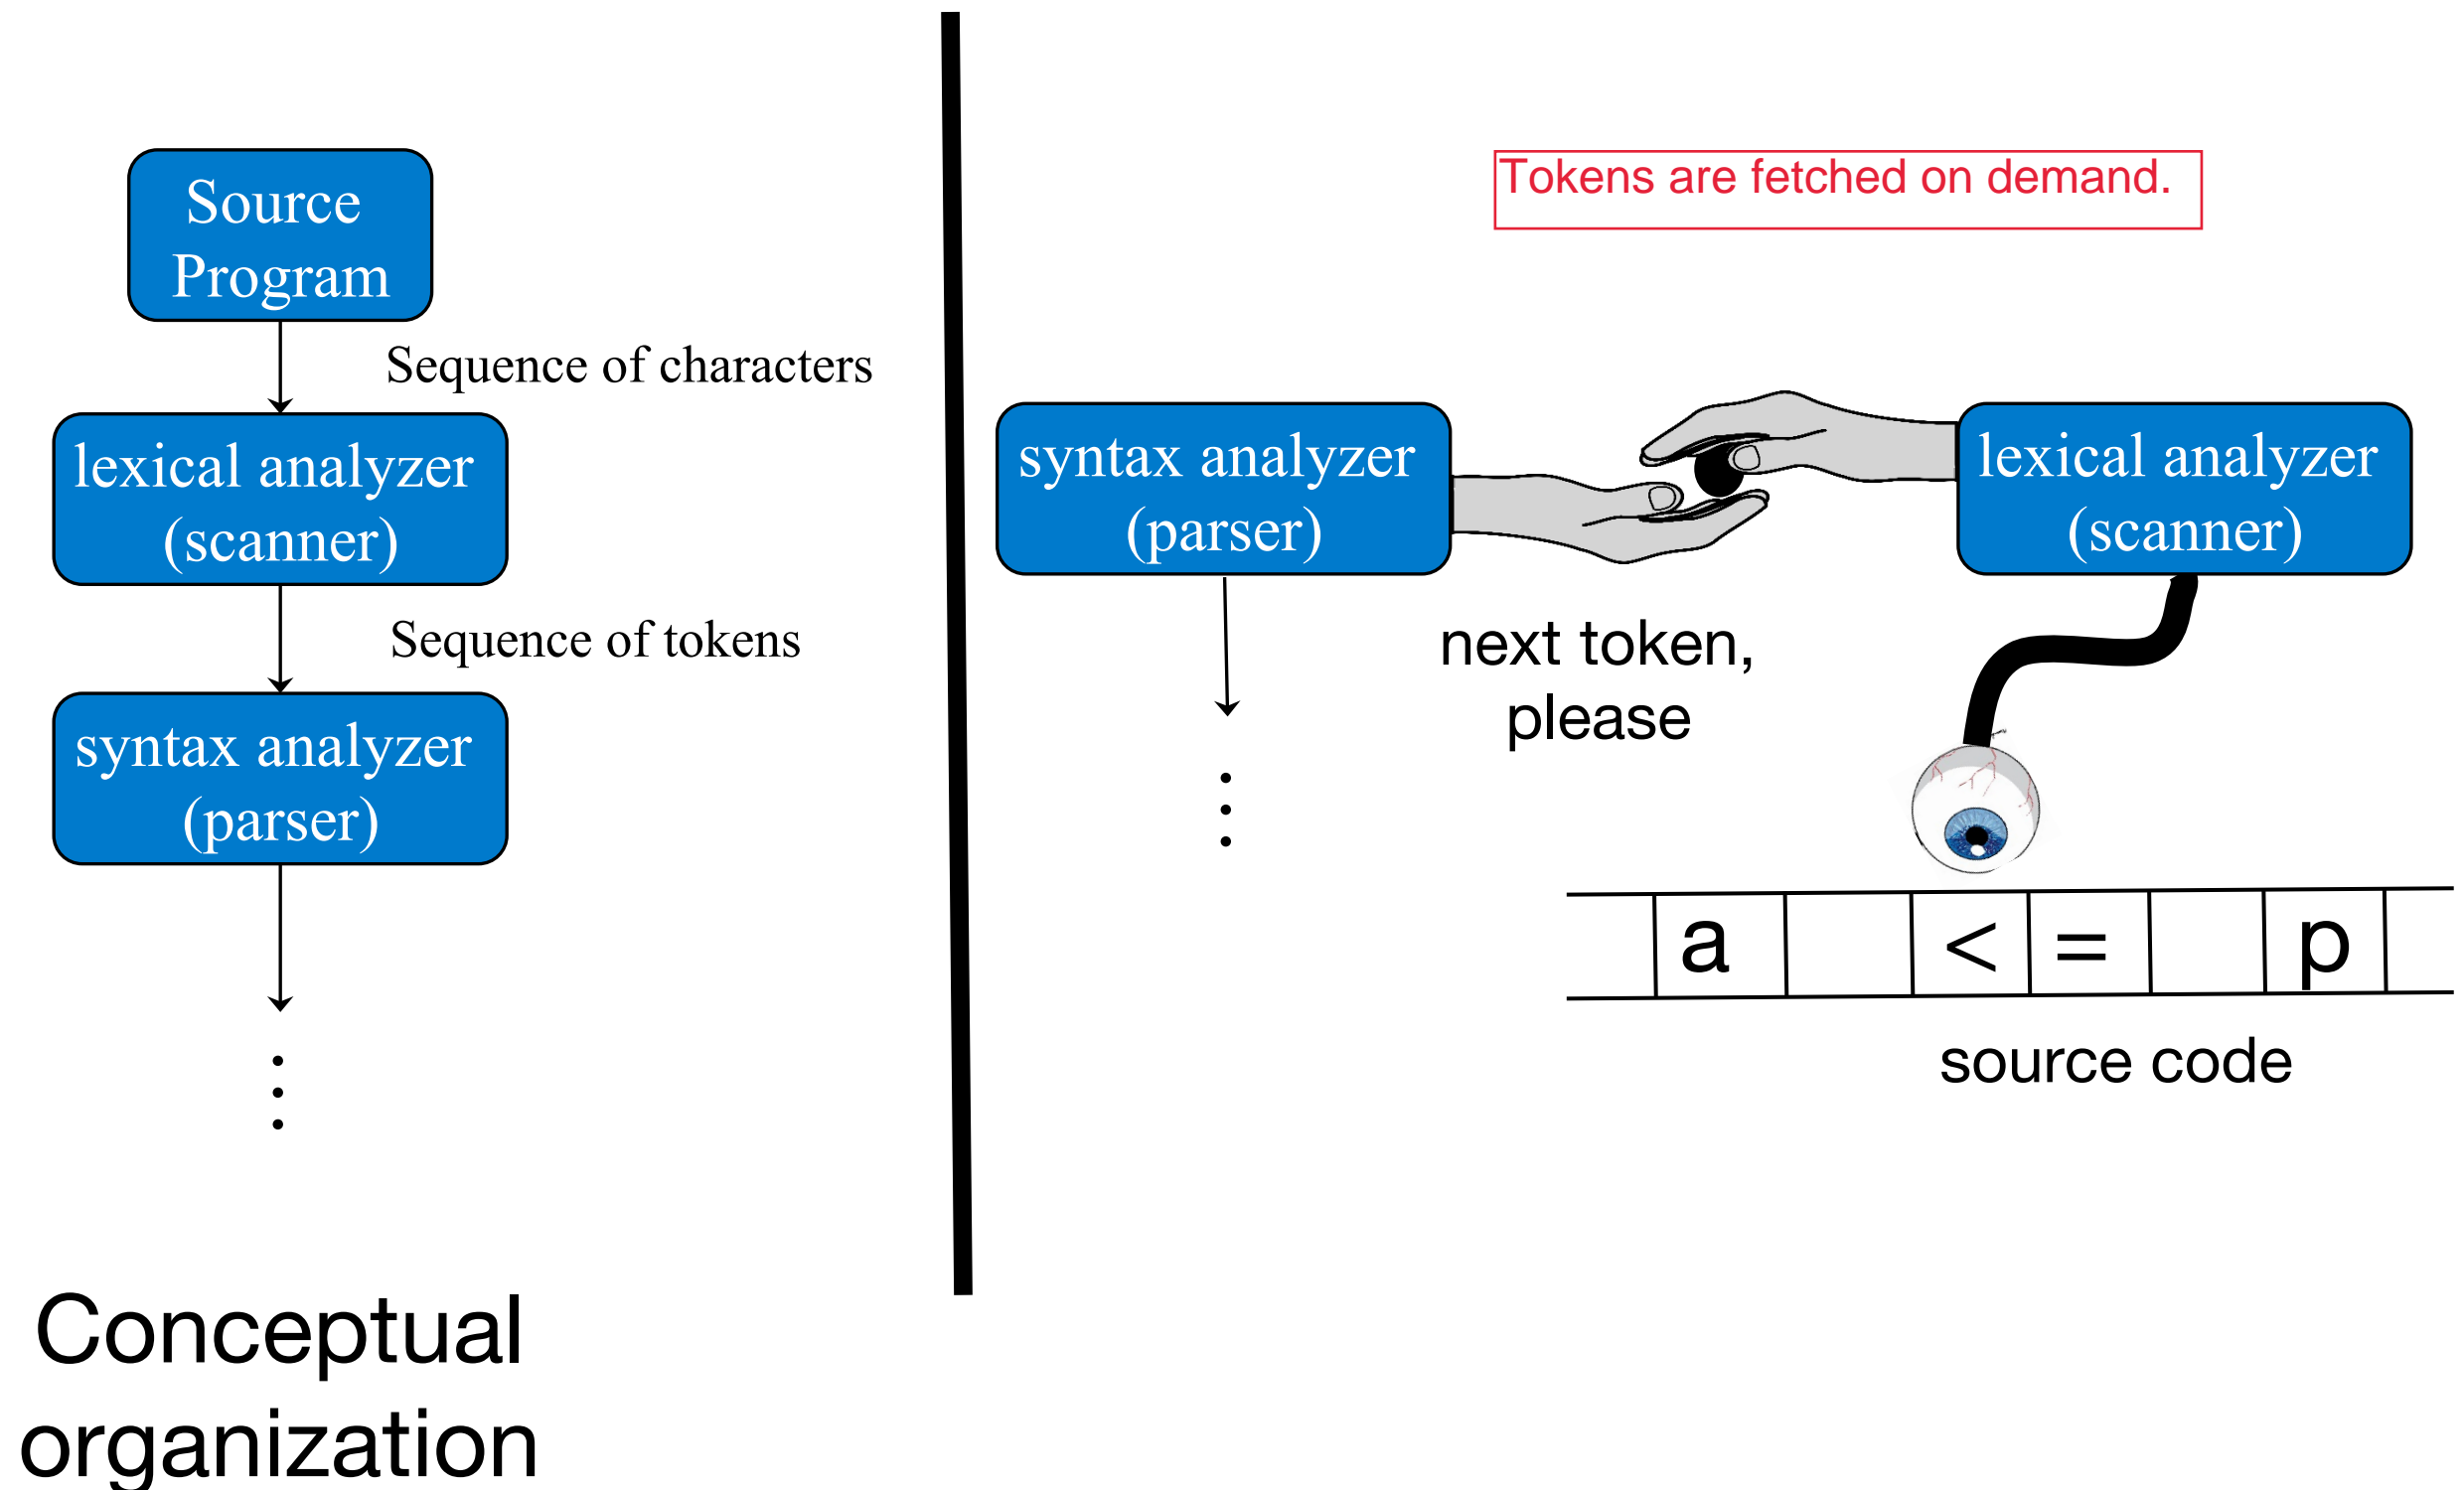 Source
Program
Sequence of characters
lexical analyzer
(scanner)
Sequence of tokens
syntax analyzer
(parser)
Conceptual
organization
Tokens are fetched on demand.
syntax analyzer
(parser)
lexical analyzer
(scanner)
next token,
please
a < = p
source code